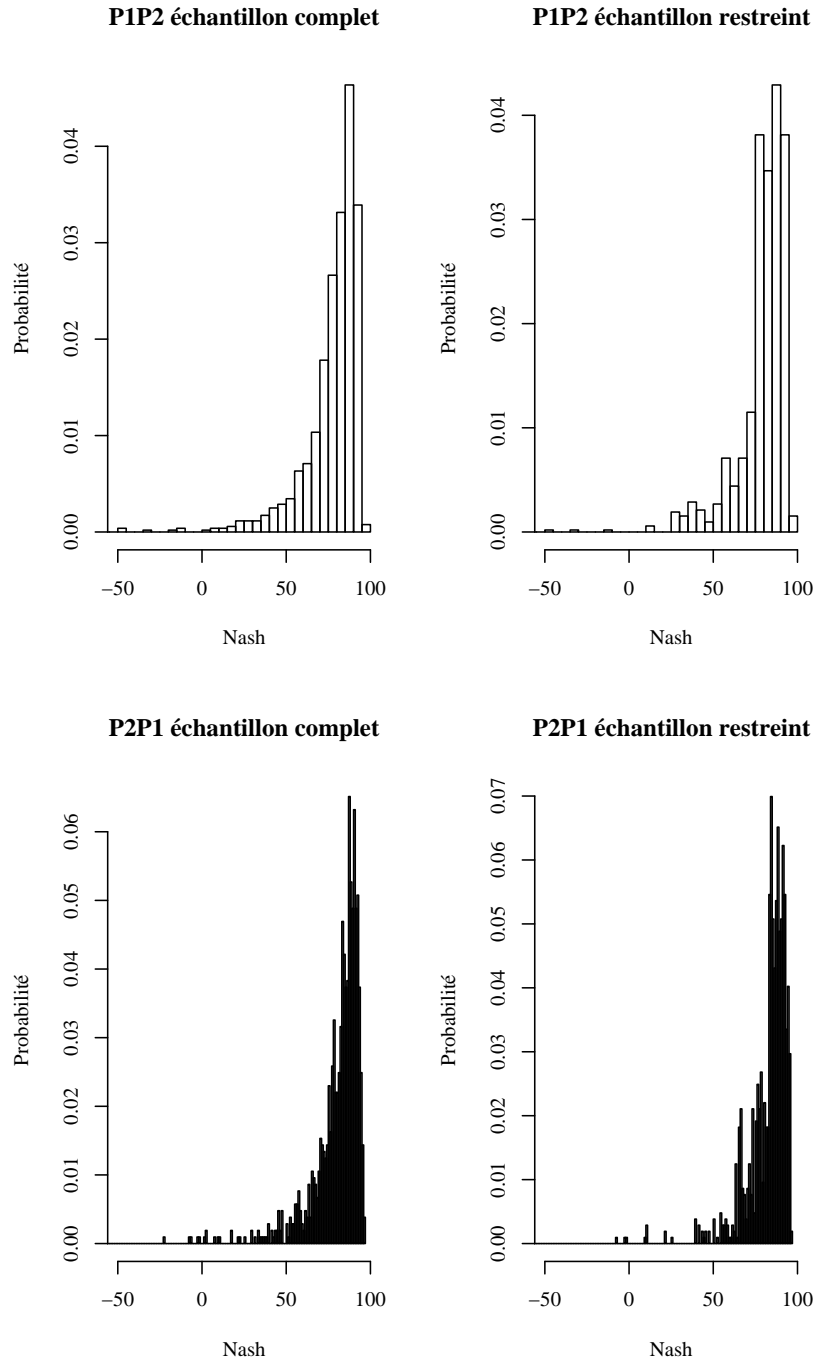 P1P2 échantillon complet
Probabilité
0.00 0.01 0.02 0.03 0.04
−50 0 50 100
Nash
P1P2 échantillon restreint
Probabilité
0.00 0.01 0.02 0.03 0.04
−50 0 50 100
Nash
P2P1 échantillon complet
Probabilité
0.00 0.01 0.02 0.03 0.04 0.05 0.06
−50 0 50 100
Nash
P2P1 échantillon restreint
Probabilité
0.00 0.01 0.02 0.03 0.04 0.05 0.06 0.07
−50 0 50 100
Nash